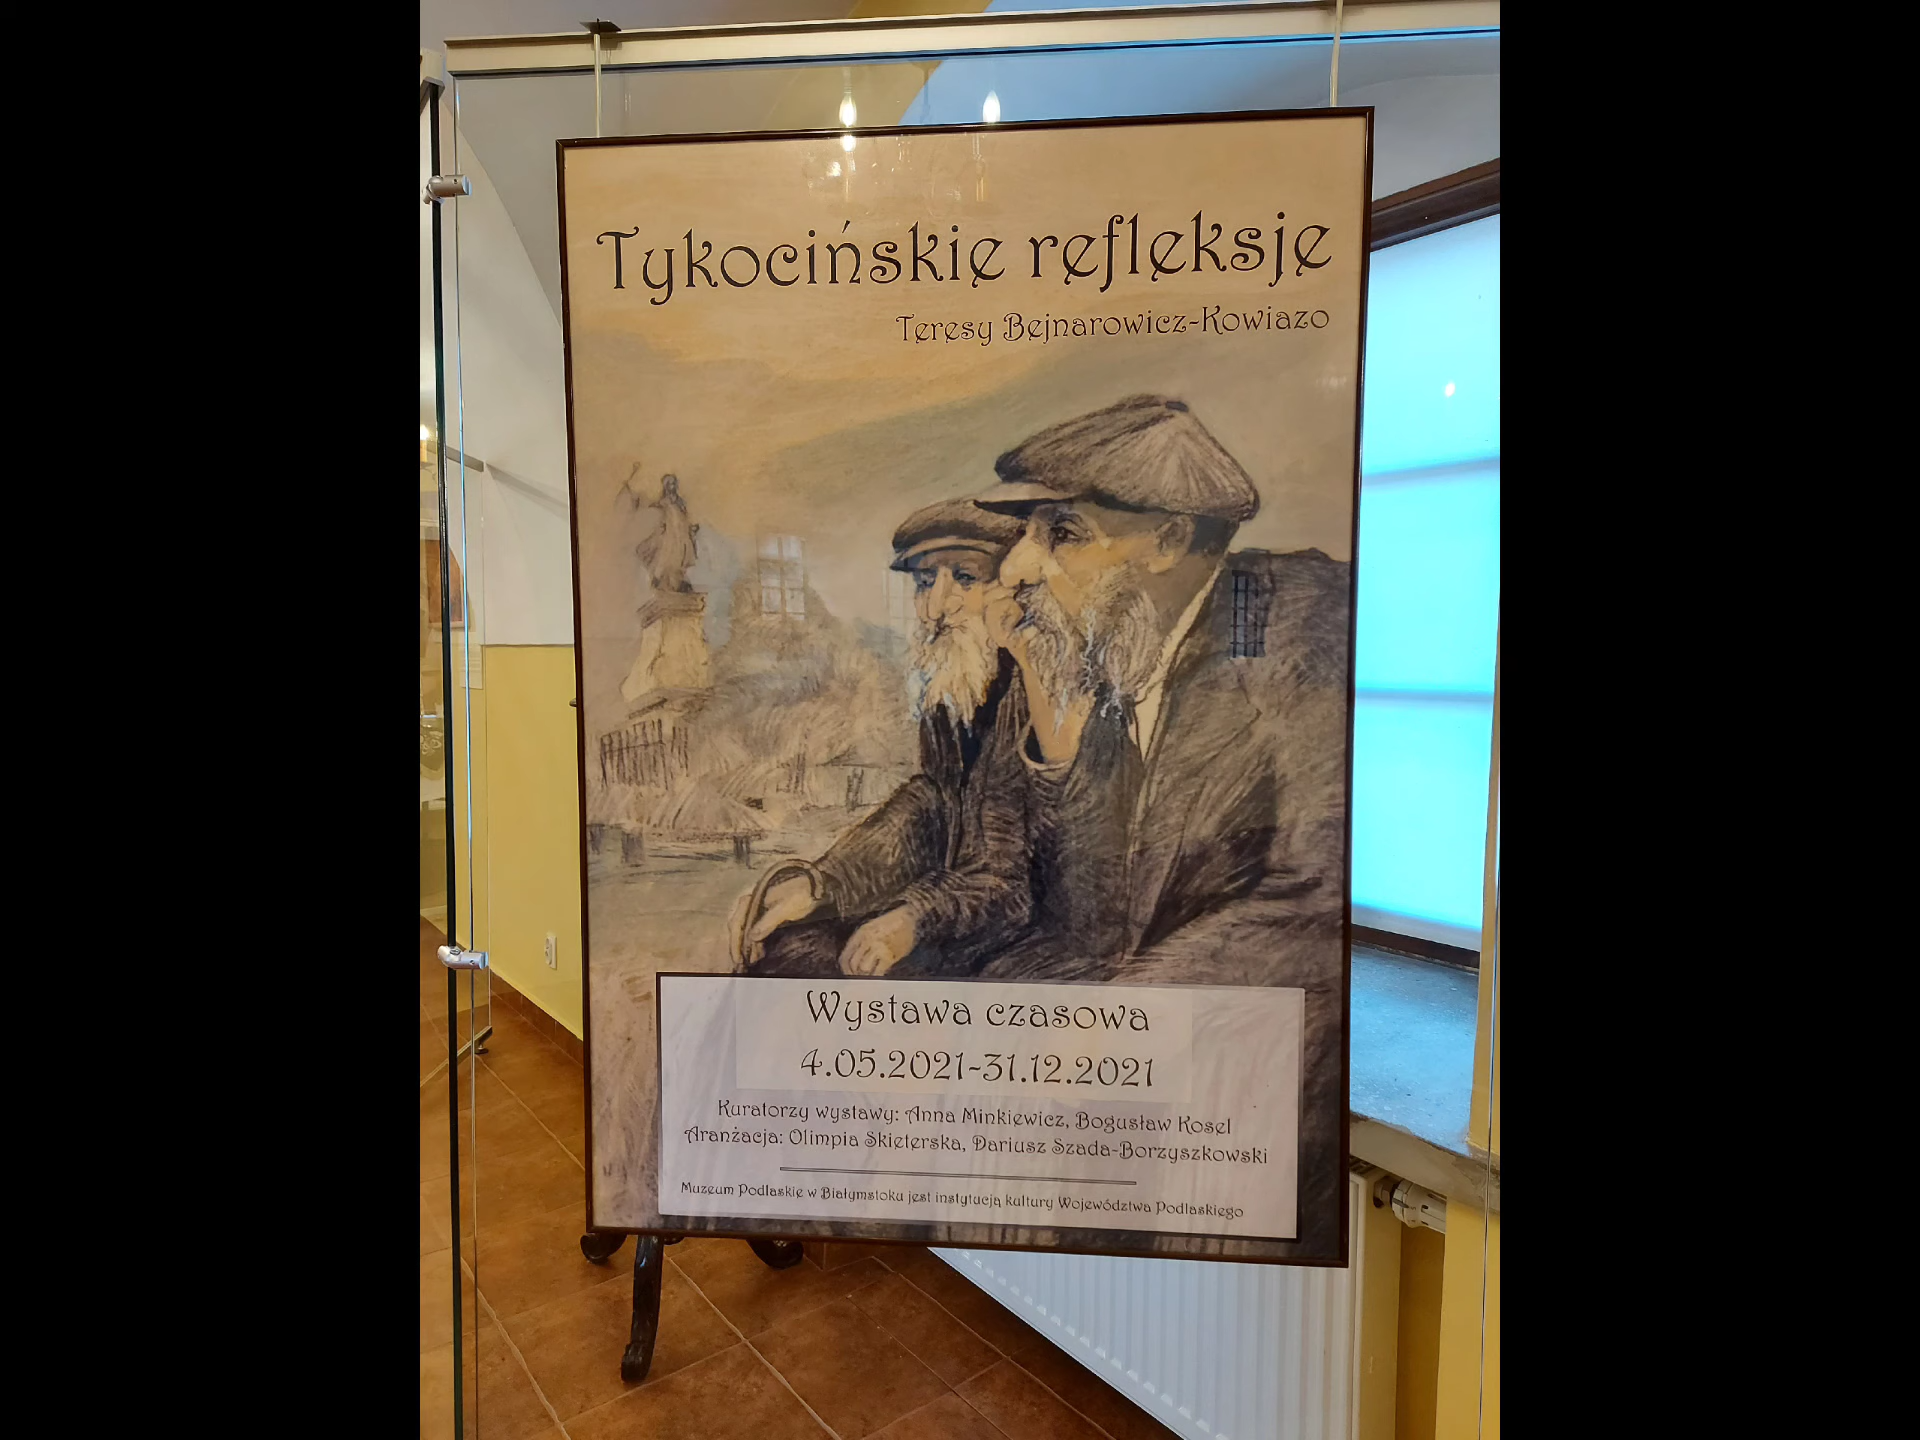 Tykocińskie refleksje
Teresy Bejnarowicz-Kowiazo
Wystawa czasowa
4.05.2021-31.12.2021
Kuratorzy wystawy: Anna Minkiewicz, Bogusław Kosel
Aranżacja: Olimpia Skieterska, Dariusz Szada-Borzyszkowski
Muzeum Podlaskie w Białymstoku jest instytucją kultury Województwa Podlaskiego